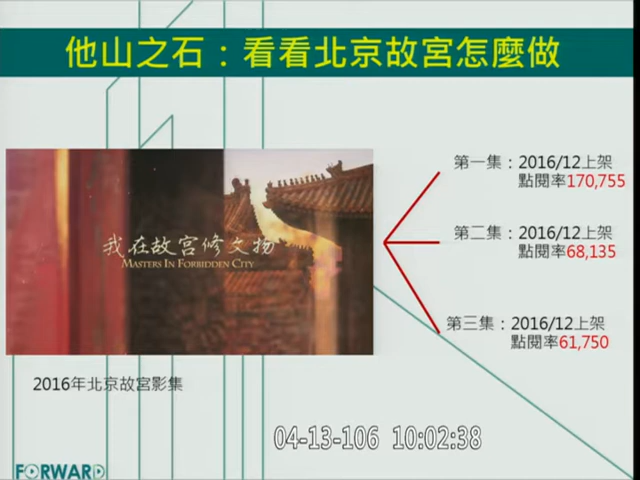 他山之石：看看北京故宮怎麼做
我在故宫修文物
MASTERS IN FORBIDDEN CITY
第一集：2016/12上架
點閱率170,755
第二集：2016/12上架
點閱率68,135
第三集：2016/12上架
點閱率61,750
2016年北京故宮影集
04-13-106 10:02:38
FORWARD